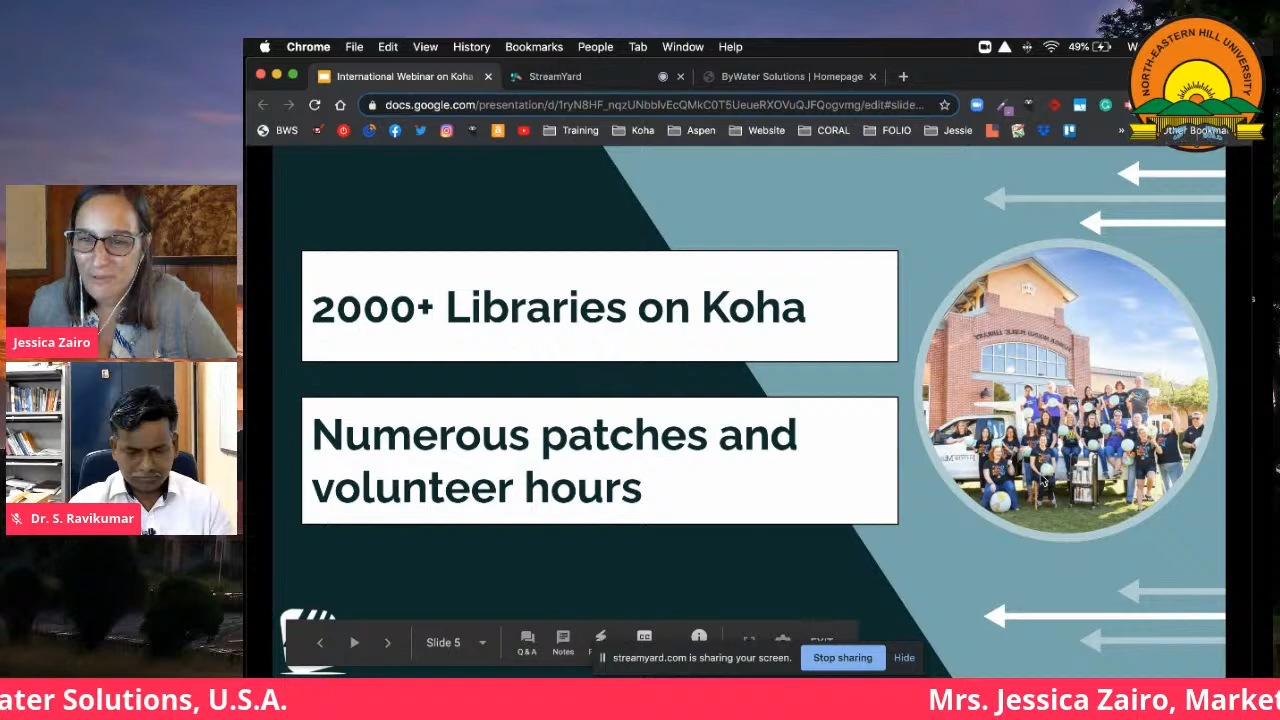 Chrome File Edit View History Bookmarks People Tab Window Help
49%
International Webinar on Koha
StreamYard
ByWater Solutions | Homepage
docs.google.com/presentation/d/1ryN8HF_nqzUNbbIvEcQMkC0T5UeueRXOVuQJFQogvmg/edit#slide...
BWS Training Koha Aspen Website CORAL FOLIO Jessie » Other Bookmar
NORTH-EASTERN HILL UNIVERSITY
2000+ Libraries on Koha
Numerous patches and
volunteer hours
Jessica Zairo
Dr. S. Ravikumar
Slide 5
Q & A Notes
EXIT
streamyard.com is sharing your screen. Stop sharing Hide
ater Solutions, U.S.A.
Mrs. Jessica Zairo, Market